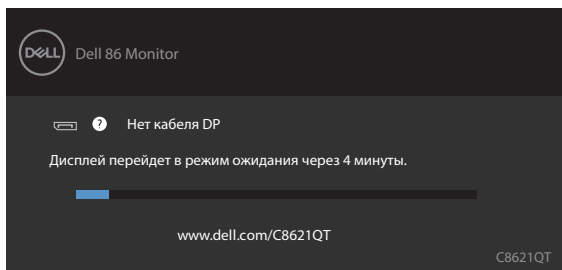 DELL
Dell 86 Monitor
? Нет кабеля DP
Дисплей перейдет в режим ожидания через 4 минуты.
www.dell.com/C8621QT
C8621QT